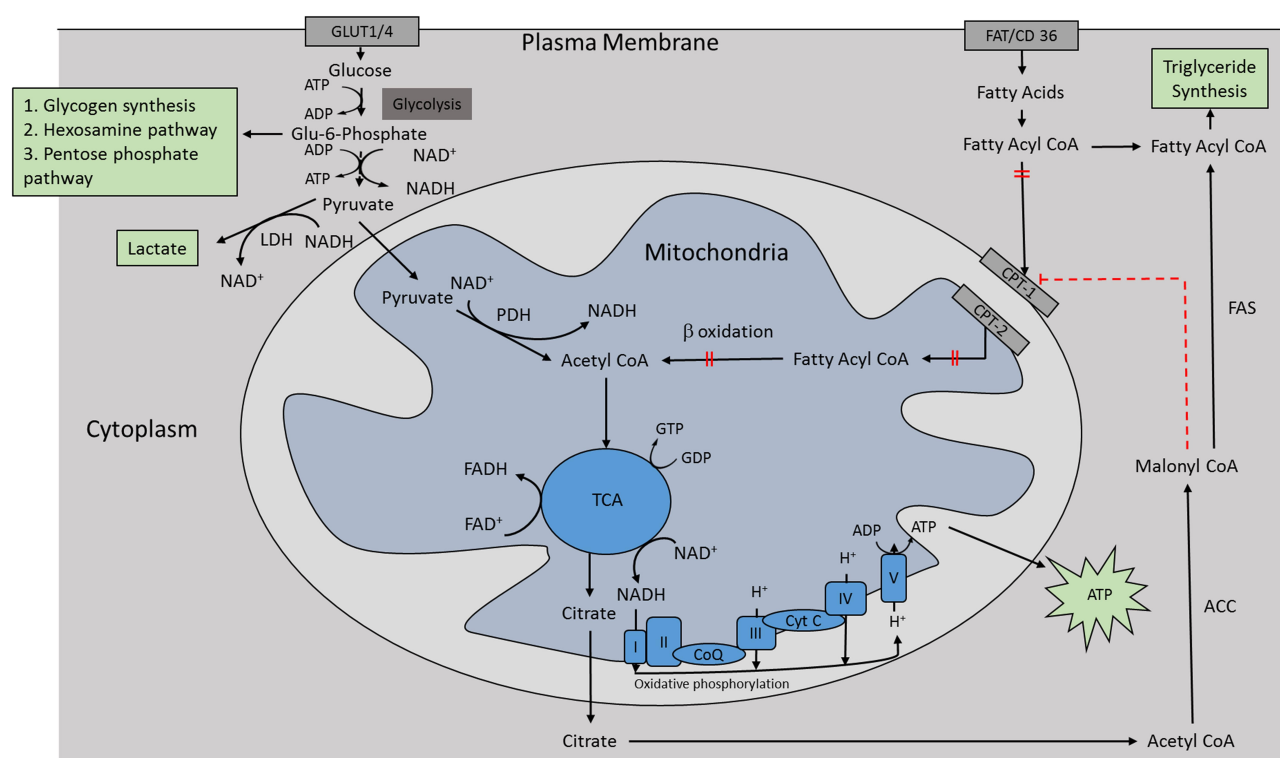 GLUT1/4
Plasma Membrane
FAT/CD 36
Glucose
ATP
ADP
Glycolysis
Fatty Acids
Triglyceride
Synthesis
1. Glycogen synthesis
2. Hexosamine pathway
3. Pentose phosphate
pathway
Glu-6-Phosphate
ADP
ATP
NAD⁺
NADH
Fatty Acyl CoA
Fatty Acyl CoA
Pyruvate
Lactate
LDH
NADH
NAD⁺
Mitochondria
Pyruvate
NAD⁺
PDH
NADH
CPT-1
CPT-2
FAS
β oxidation
Acetyl CoA
Fatty Acyl CoA
Cytoplasm
GTP
GDP
FADH
FAD⁺
TCA
NAD⁺
NADH
Malonyl CoA
ADP
ATP
ATP
ACC
Citrate
H⁺
H⁺
H⁺
I
II
CoQ
III
Cyt C
IV
V
Oxidative phosphorylation
Citrate
Acetyl CoA